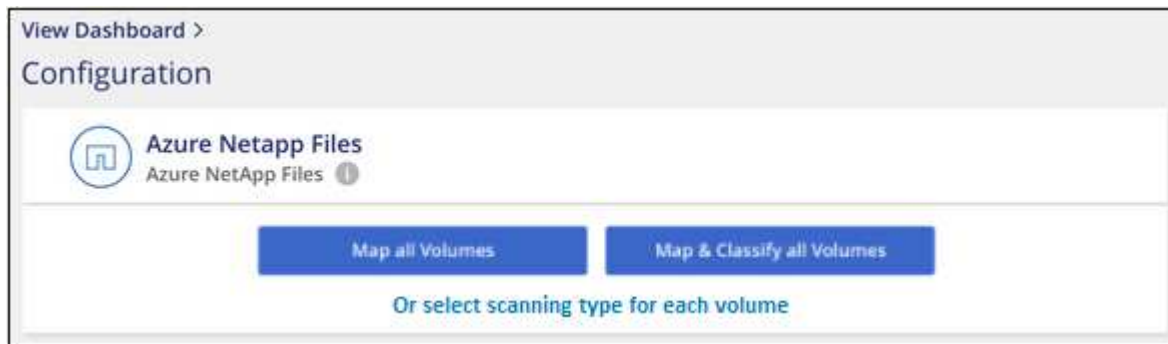 View Dashboard >
Configuration
Azure Netapp Files
Azure NetApp Files
Map all Volumes
Map & Classify all Volumes
Or select scanning type for each volume